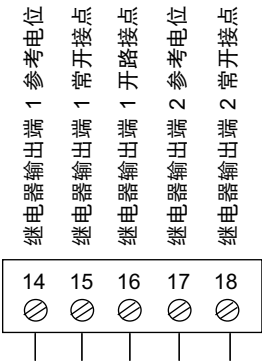 继电器输出端 1 参考电位
继电器输出端 1 常开接点
继电器输出端 1 开路接点
继电器输出端 2 参考电位
继电器输出端 2 常开接点
14 15 16 17 18